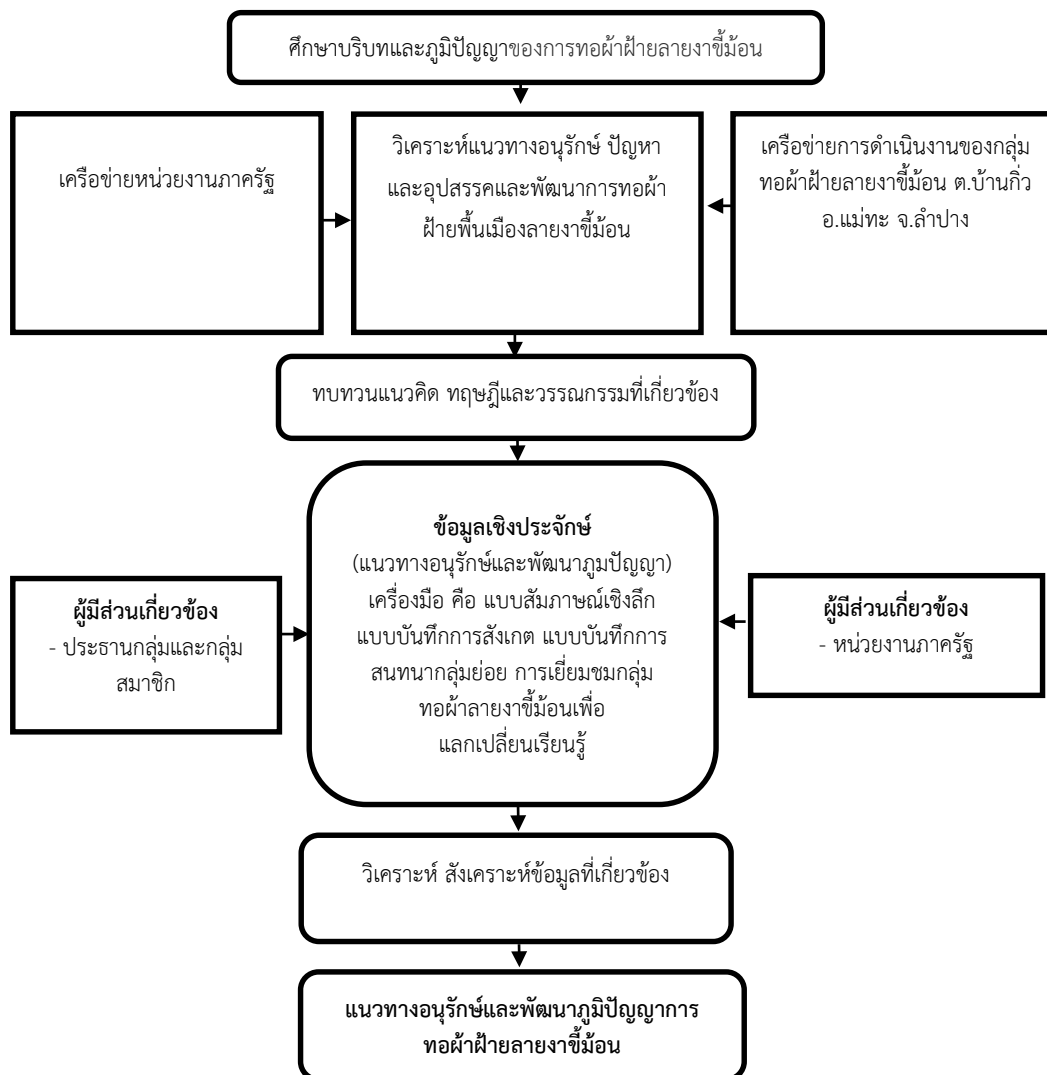 ศึกษาบริบทและภูมิปัญญาของการทอผ้าฝ้ายลายงาขี้ม้อน
เครือข่ายหน่วยงานภาครัฐ
วิเคราะห์แนวทางอนุรักษ์ ปัญหา
และอุปสรรคและพัฒนาการทอผ้า
ฝ้ายพื้นเมืองลายงาขี้ม้อน
เครือข่ายการดำเนินงานของกลุ่ม
ทอผ้าฝ้ายลายงาขี้ม้อน ต.บ้านกิ่ว
อ.แม่ทะ จ.ลำปาง
ทบทวนแนวคิด ทฤษฎีและวรรณกรรมที่เกี่ยวข้อง
ข้อมูลเชิงประจักษ์
(แนวทางอนุรักษ์และพัฒนาภูมปัญญา)
เครื่องมือ คือ แบบสัมภาษณ์เชิงลึก
แบบบันทึกการสังเกต แบบบันทึกการ
สนทนากลุ่มย่อย การเยี่ยมชมกลุ่ม
ทอผ้าลายงาขี้ม้อนเพื่อ
แลกเปลี่ยนเรียนรู้
ผู้มีส่วนเกี่ยวข้อง
- ประธานกลุ่มและกลุ่ม
สมาชิก
ผู้มีส่วนเกี่ยวข้อง
- หน่วยงานภาครัฐ
วิเคราะห์ สังเคราะห์ข้อมูลที่เกี่ยวข้อง
แนวทางอนุรักษ์และพัฒนาภูมิปัญญาการ
ทอผ้าฝ้ายลายงาขี้ม้อน